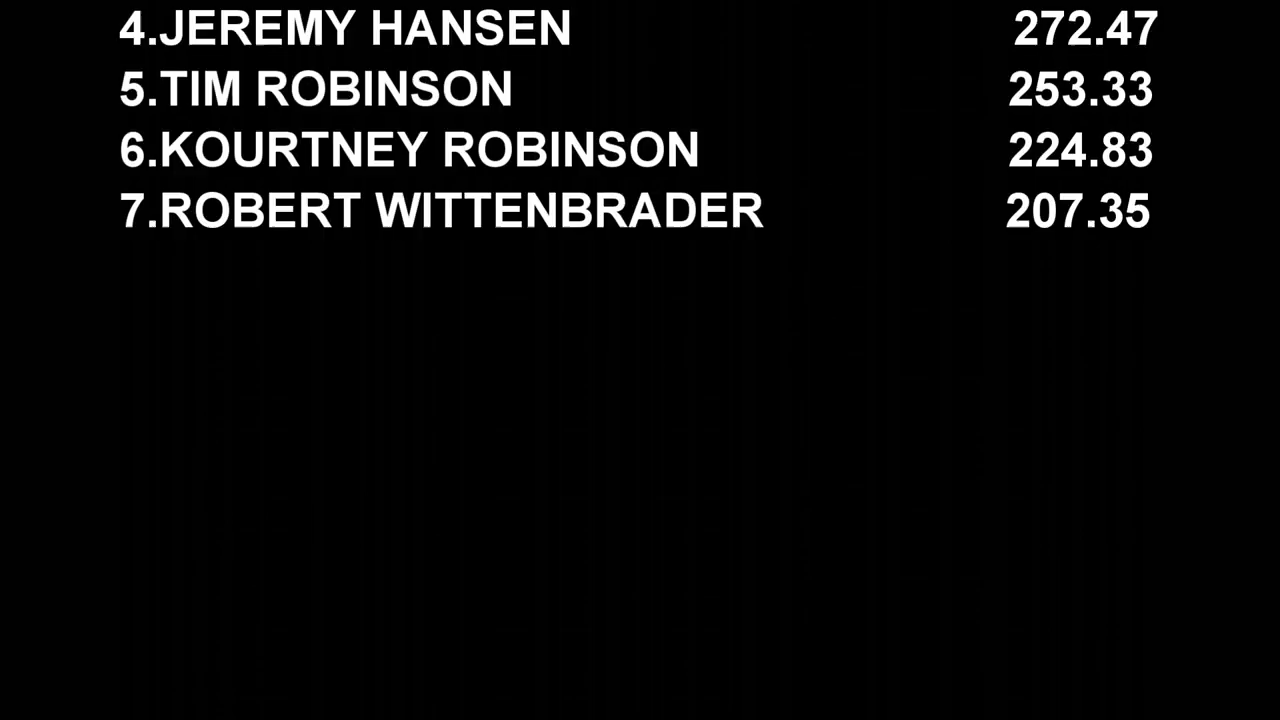 4.JEREMY HANSEN 272.47
5.TIM ROBINSON 253.33
6.KOURTNEY ROBINSON 224.83
7.ROBERT WITTENBRADER 207.35